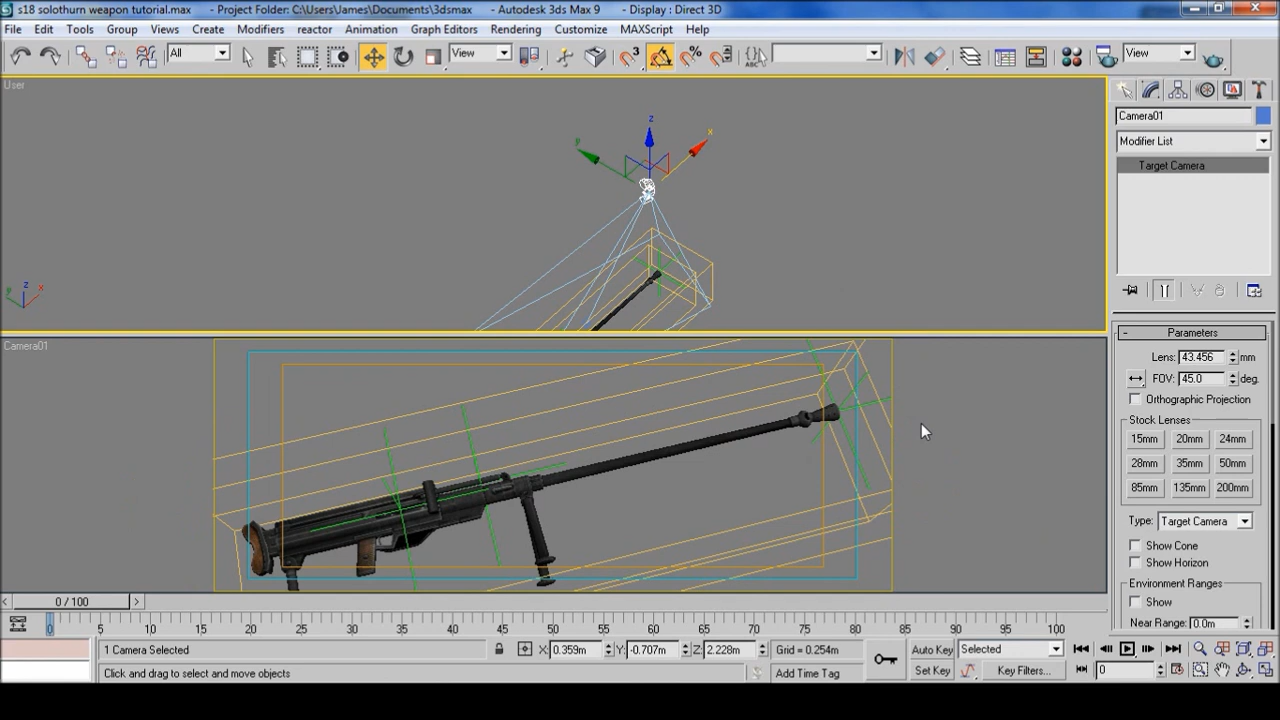 s18 solothurn weapon tutorial.max - Project Folder: C:\Users\James\Documents\3dsmax - Autodesk 3ds Max 9 - Display : Direct 3D
File Edit Tools Group Views Create Modifiers reactor Animation Graph Editors Rendering Customize MAXScript Help
All View View
User
z
y x
Camera01
Modifier List
Target Camera
z
y x
Camera01
Parameters
Lens: 43.456 mm
FOV: 45.0 deg.
Orthographic Projection
Stock Lenses
15mm 20mm 24mm
28mm 35mm 50mm
85mm 135mm 200mm
Type: Target Camera
Show Cone
Show Horizon
Environment Ranges
Show
Near Range: 0.0m
< 0 / 100 >
0 5 10 15 20 25 30 35 40 45 50 55 60 65 70 75 80 85 90 95 100
1 Camera Selected X: 0.359m Y: -0.707m Z: 2.228m Grid = 0.254m Auto Key Selected
Click and drag to select and move objects Add Time Tag Set Key Key Filters... 0